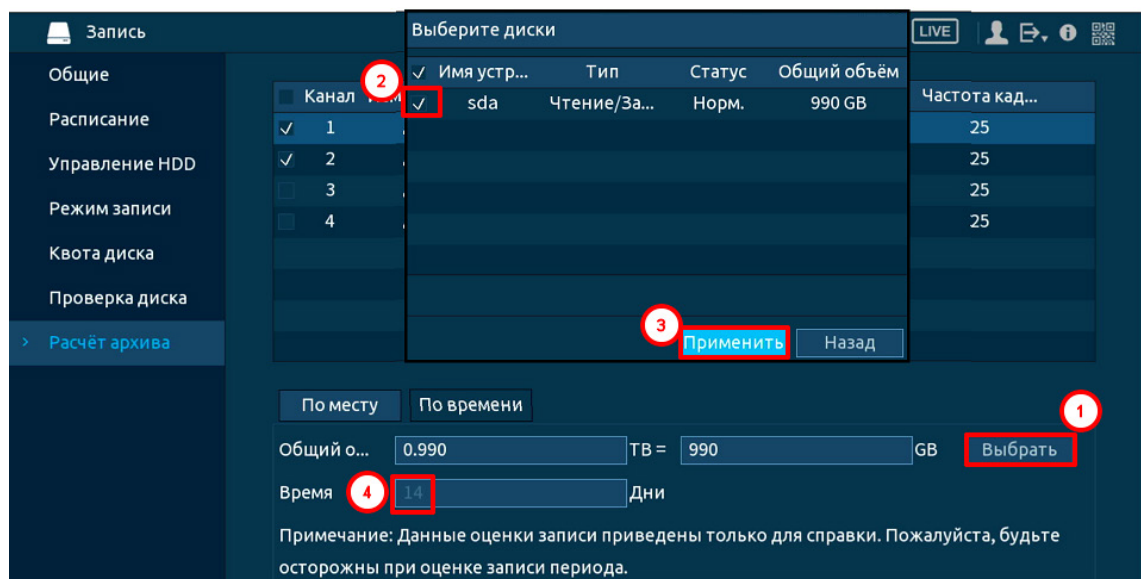 Запись
Выберите диски
LIVE
Общие
Расписание
Управление HDD
Режим записи
Квота диска
Проверка диска
> Расчёт архива
2
✓ Имя устр... Тип Статус Общий объём
✓ sda Чтение/За... Норм. 990 GB
Канал Частота кад...
✓ 1 25
✓ 2 25
3 25
4 25
3
Применить Назад
По месту По времени
1
Общий о... 0.990 TB = 990 GB Выбрать
Время 4 14 Дни
Примечание: Данные оценки записи приведены только для справки. Пожалуйста, будьте
осторожны при оценке записи периода.